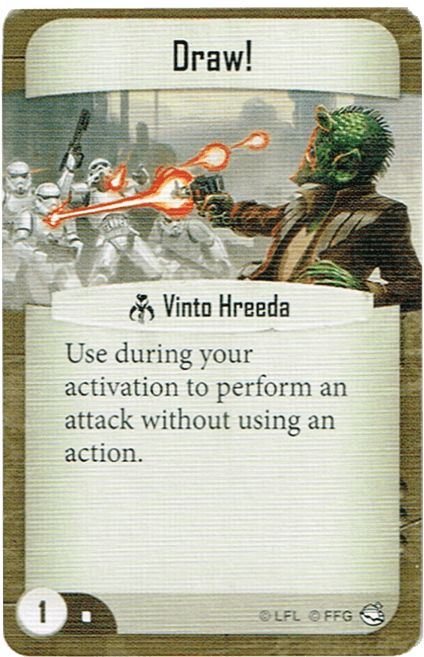 Draw!
Vinto Hreeda
Use during your
activation to perform an
attack without using an
action.
1
©LFL ©FFG